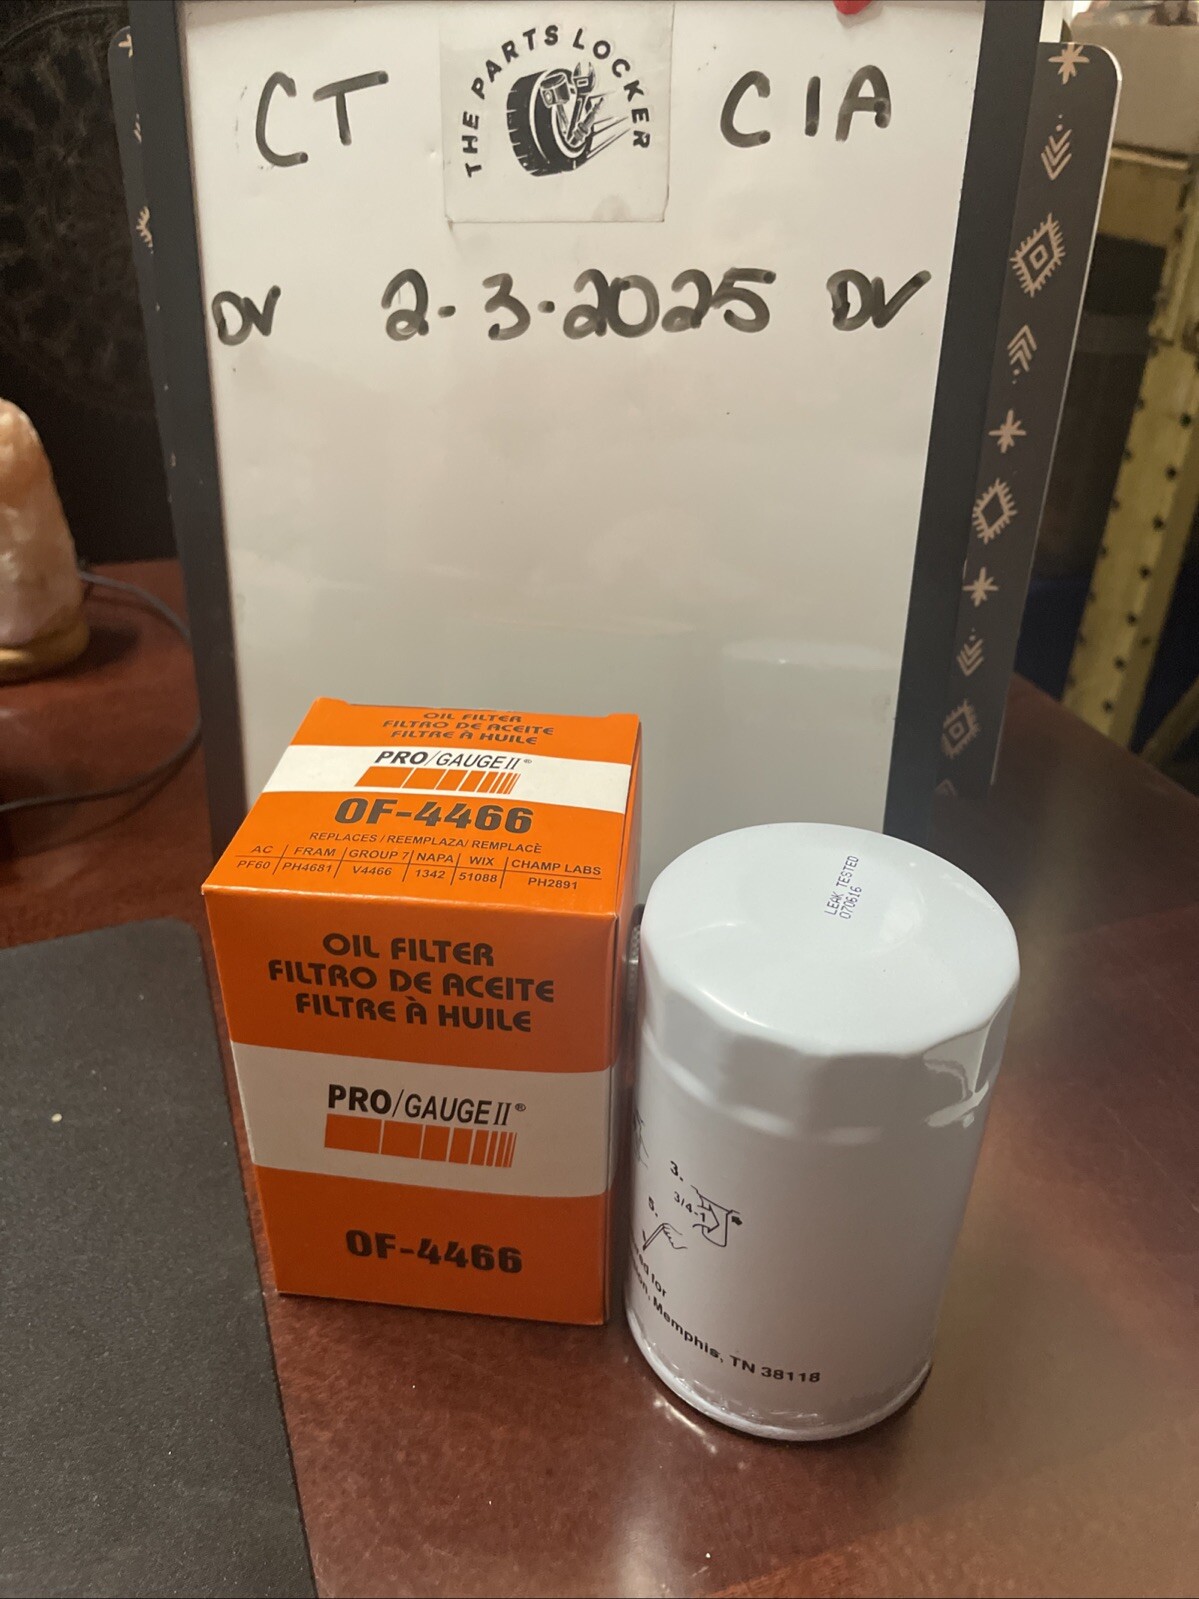 CT
THE PARTS LOCKER
CIA
DV 2-3-2025 DV
OIL FILTER
FILTRO DE ACEITE
FILTRE À HUILE
PRO/GAUGE II®
OF-4466
REPLACES / REEMPLAZA/ REMPLACÈ
AC FRAM GROUP 7 NAPA WIX CHAMP LABS
PF60 PH4681 V4466 1342 51088 PH2891
OIL FILTER
FILTRO DE ACEITE
FILTRE À HUILE
PRO/GAUGE II®
OF-4466
LEAK TESTED
070616
3.
3/4-1
for
Memphis, TN 38118